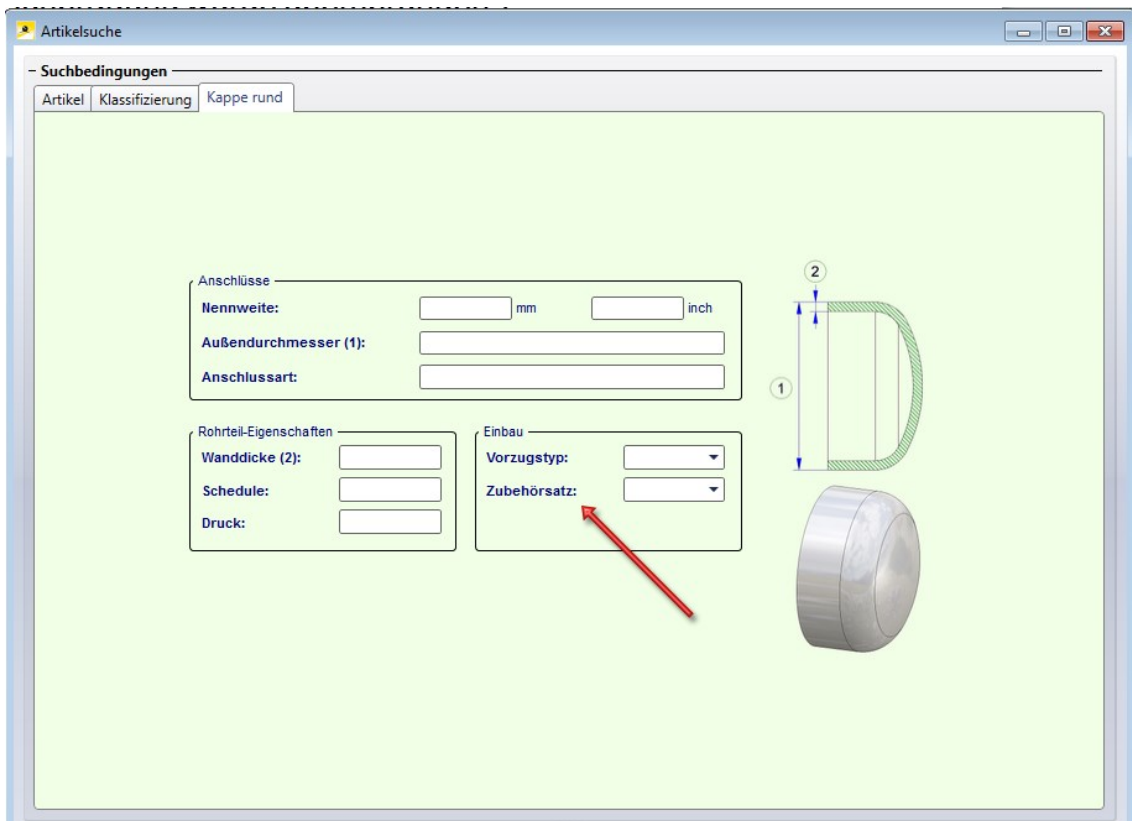 Artikelsuche
Suchbedingungen
Artikel Klassifizierung Kappe rund
Anschlüsse
Nennweite: mm inch
Außendurchmesser (1):
Anschlussart:
Rohrteil-Eigenschaften
Wanddicke (2):
Schedule:
Druck:
Einbau
Vorzugstyp:
Zubehörsatz:
2
1